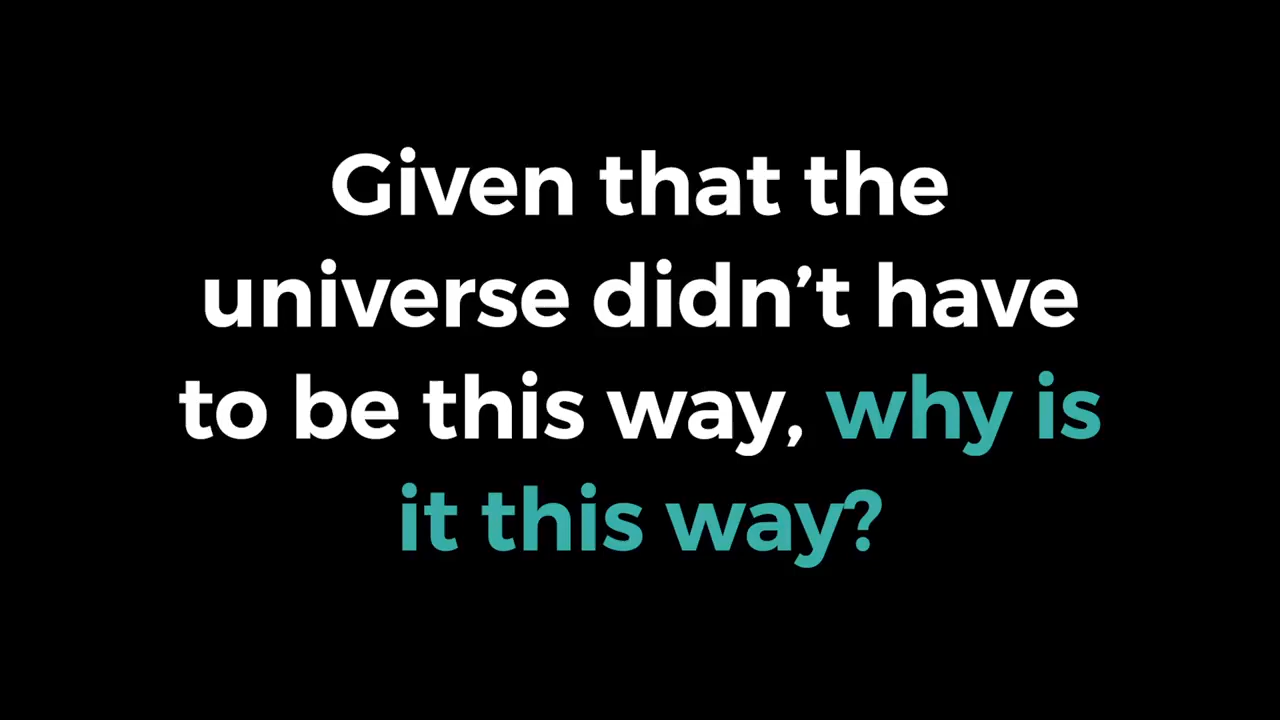 Given that the
universe didn’t have
to be this way, why is
it this way?